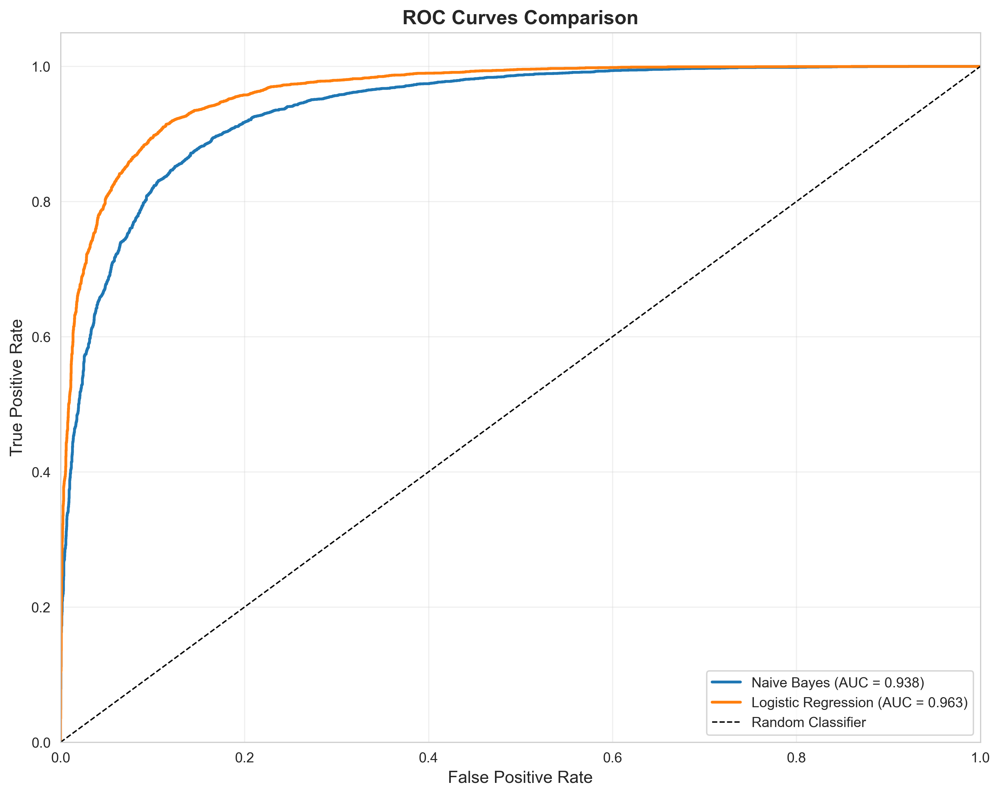 ROC Curves Comparison
True Positive Rate
1.0
0.8
0.6
0.4
0.2
0.0
0.0 0.2 0.4 0.6 0.8 1.0
False Positive Rate
Naive Bayes (AUC = 0.938)
Logistic Regression (AUC = 0.963)
Random Classifier